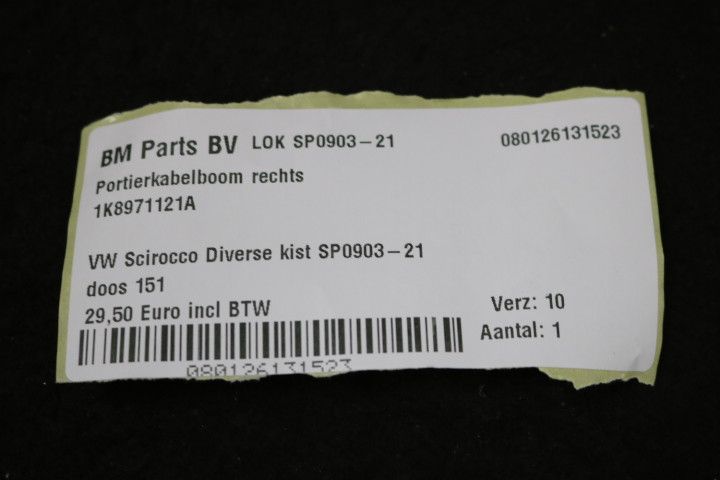 BM Parts BV LOK SP0903-21 080126131523
Portierkabelboom rechts
1K8971121A
VW Scirocco Diverse kist SP0903-21
doos 151
29,50 Euro incl BTW
Verz: 10
Aantal: 1
080126131523